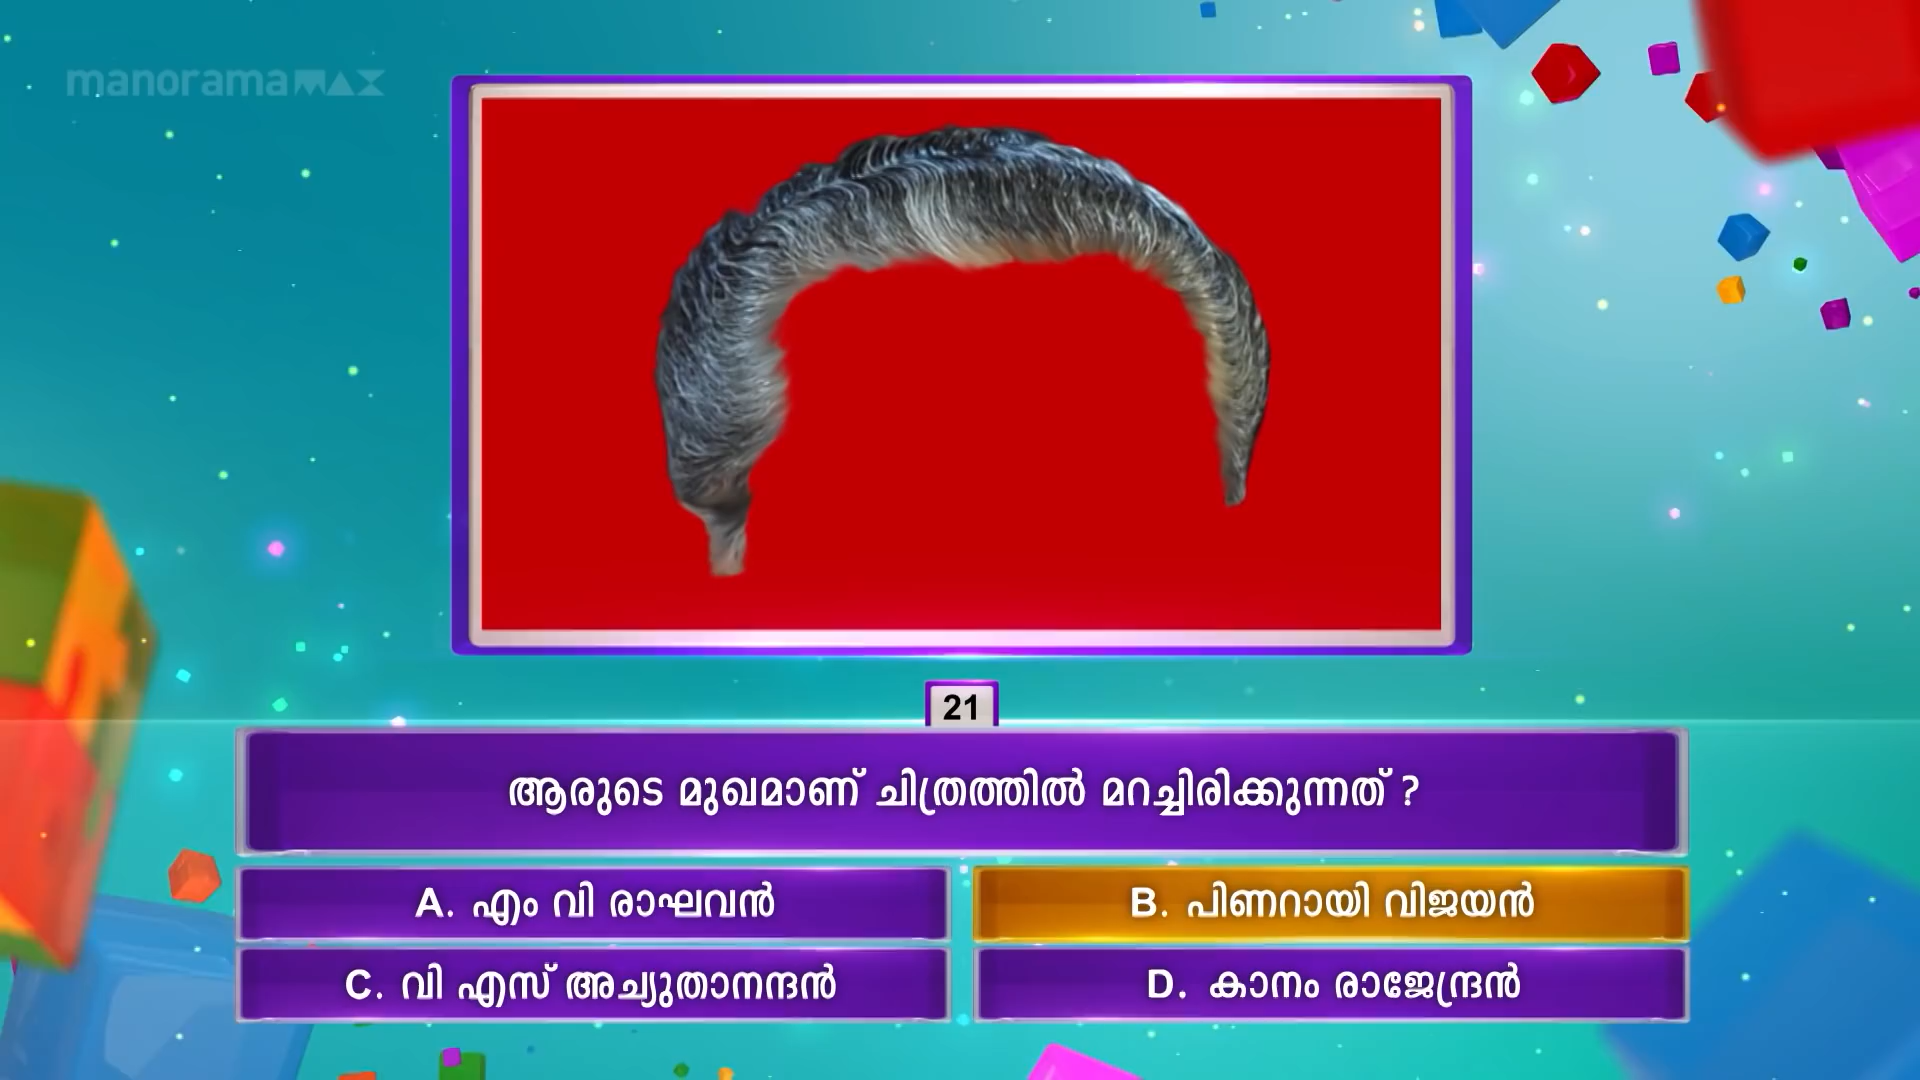 manoramaMAX
21
ആരുടെ മുഖമാണ് ചിത്രത്തിൽ മറച്ചിരിക്കുന്നത് ?
A. എം വി രാഘവൻ
B. പിണറായി വിജയൻ
C. വി എസ് അച്യുതാനന്ദൻ
D. കാനം രാജേന്ദ്രൻ